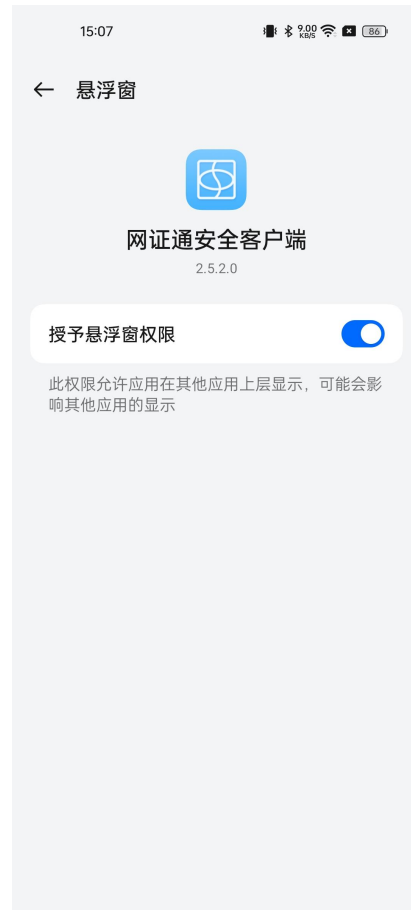 15:07
9.00
KB/S
86
悬浮窗
网证通安全客户端
2.5.2.0
授予悬浮窗权限
此权限允许应用在其他应用上层显示，可能会影
响其他应用的显示